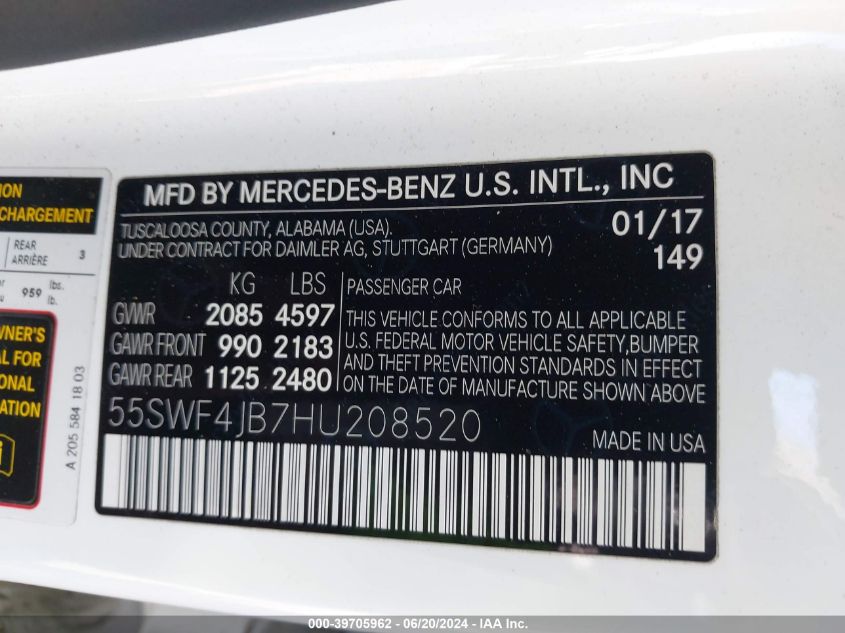 ION
CHARGEMENT
REAR
ARRIÈRE 3
959 lbs.
lb.
WNER'S
AL FOR
IONAL
ATION
A 205 584 18 03
MFD BY MERCEDES-BENZ U.S. INTL., INC
TUSCALOOSA COUNTY, ALABAMA (USA). 01/17
UNDER CONTRACT FOR DAIMLER AG, STUTTGART (GERMANY) 149
KG LBS PASSENGER CAR
GVWR 2085 4597
GAWR FRONT 990 2183
GAWR REAR 1125 2480
THIS VEHICLE CONFORMS TO ALL APPLICABLE
U.S. FEDERAL MOTOR VEHICLE SAFETY,BUMPER
AND THEFT PREVENTION STANDARDS IN EFFECT
ON THE DATE OF MANUFACTURE SHOWN ABOVE
55SWF4JB7HU208520 MADE IN USA
000-39705962 - 06/20/2024 - IAA Inc.